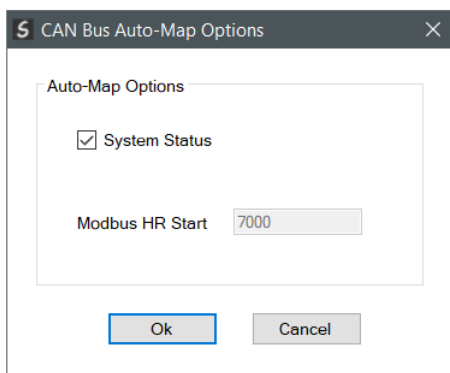 S CAN Bus Auto-Map Options
Auto-Map Options
System Status
Modbus HR Start 7000
Ok Cancel